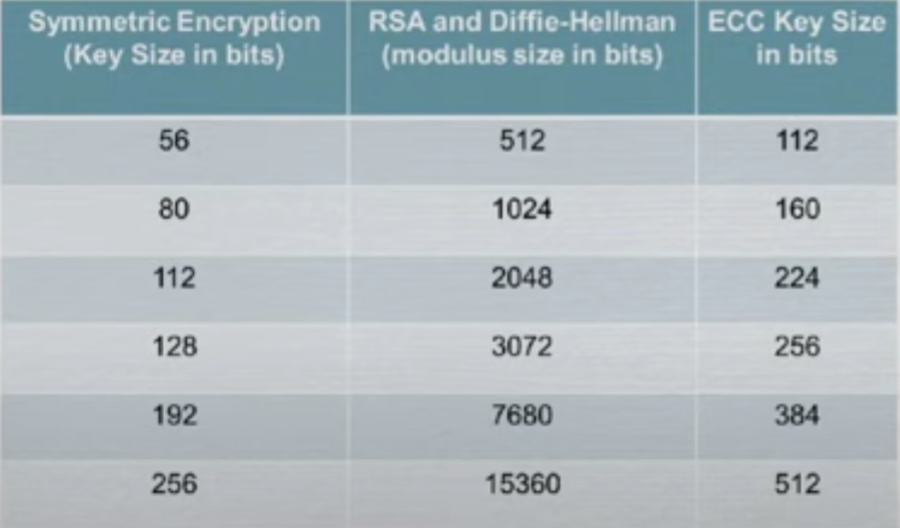 Symmetric Encryption (Key Size in bits) RSA and Diffie-Hellman (modulus size in bits) ECC Key Size in bits
56 512 112
80 1024 160
112 2048 224
128 3072 256
192 7680 384
256 15360 512